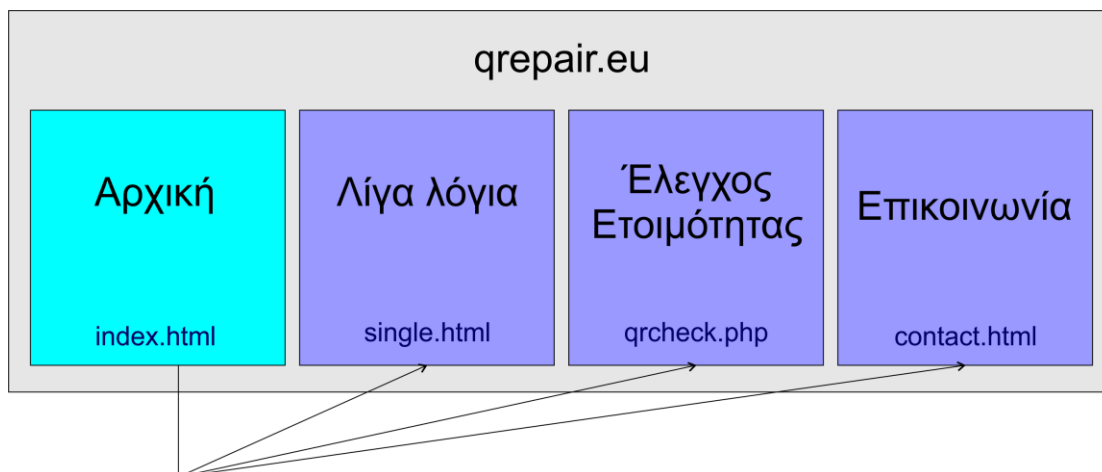 qrepair.eu
Αρχική
index.html
Λίγα λόγια
single.html
Έλεγχος
Ετοιμότητας
qrcheck.php
Επικοινωνία
contact.html